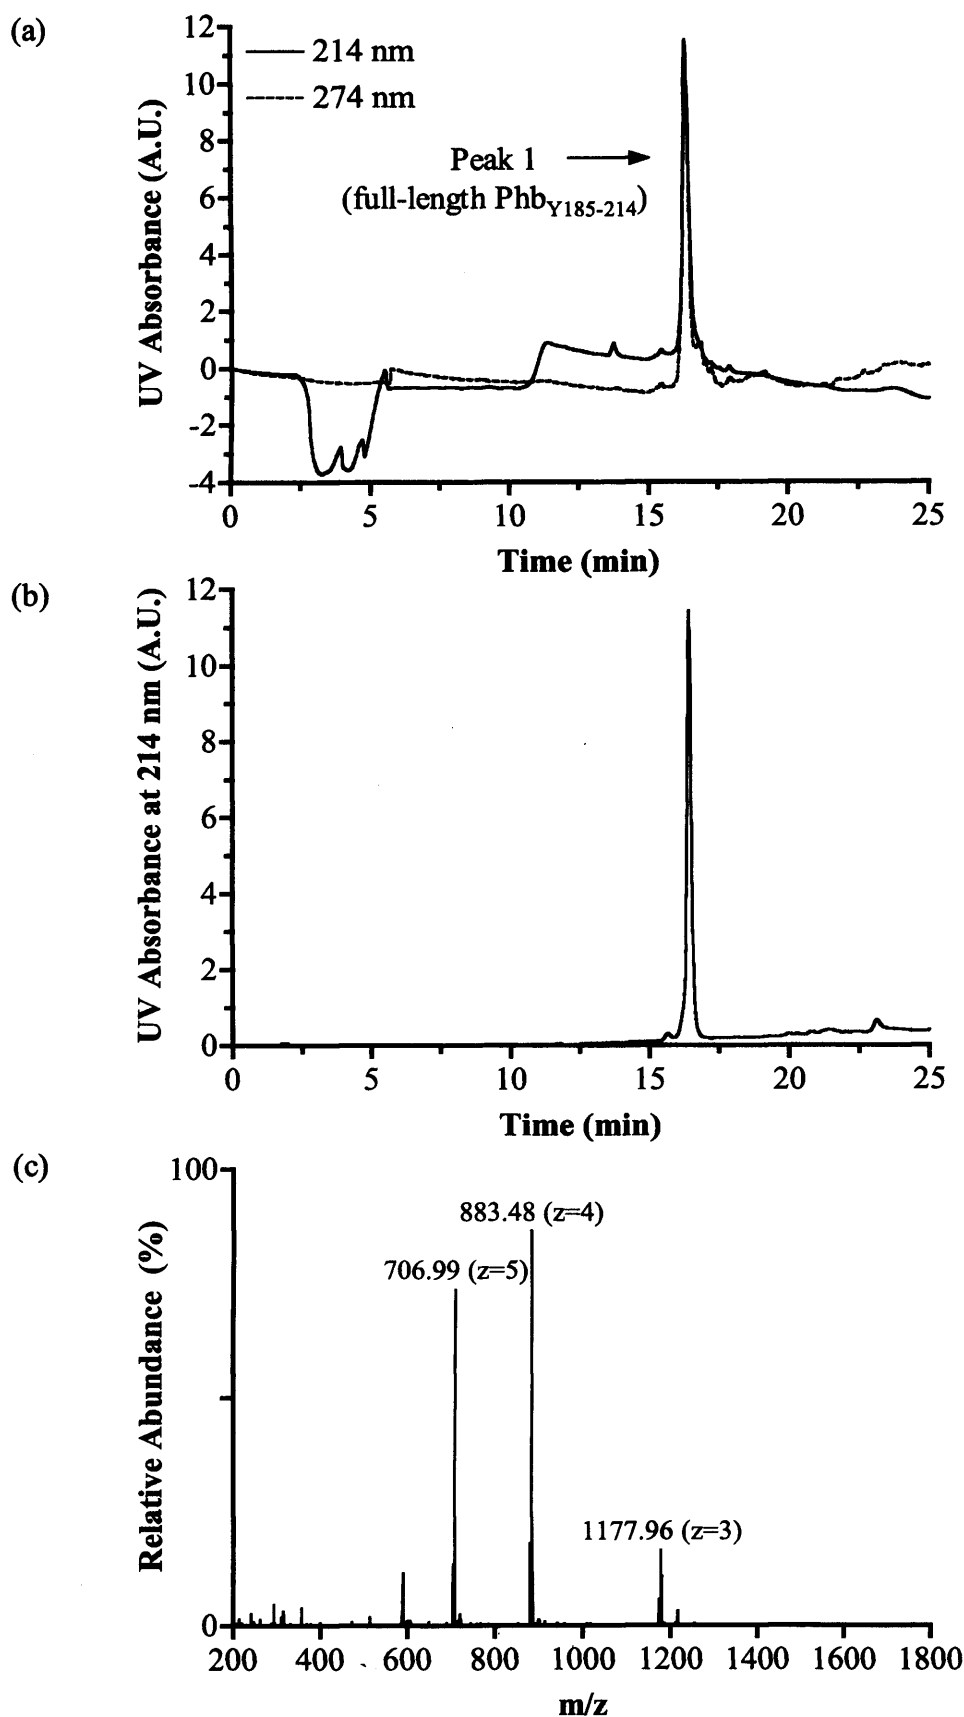 (a)
12
10
8
6
4
2
0
-2
-4
UV Absorbance (A.U.)
214 nm
274 nm
Peak 1
(full-length Phb_Y185-214)
0 5 10 15 20 25
Time (min)
(b)
12
10
8
6
4
2
0
UV Absorbance at 214 nm (A.U.)
0 5 10 15 20 25
Time (min)
(c)
100
0
Relative Abundance (%)
883.48 (z=4)
706.99 (z=5)
1177.96 (z=3)
200 400 600 800 1000 1200 1400 1600 1800
m/z